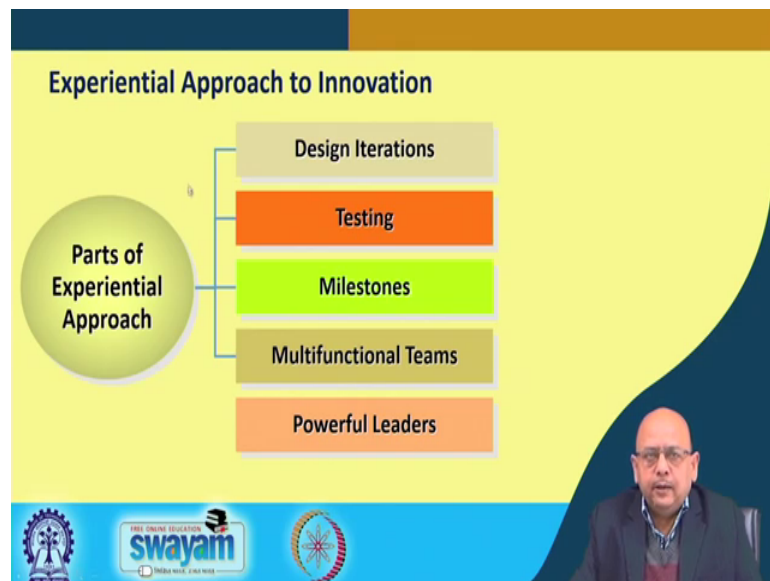 Experiential Approach to Innovation
Design Iterations
Testing
Parts of
Experiential
Approach
Milestones
Multifunctional Teams
Powerful Leaders
FREE ONLINE EDUCATION
swayam